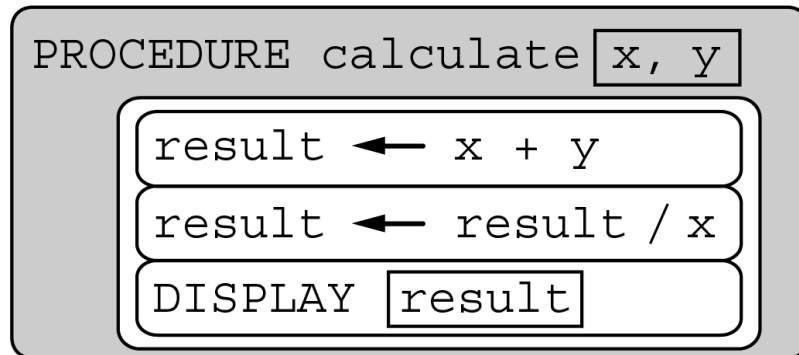 PROCEDURE calculate x, y
result ← x + y
result ← result / x
DISPLAY result